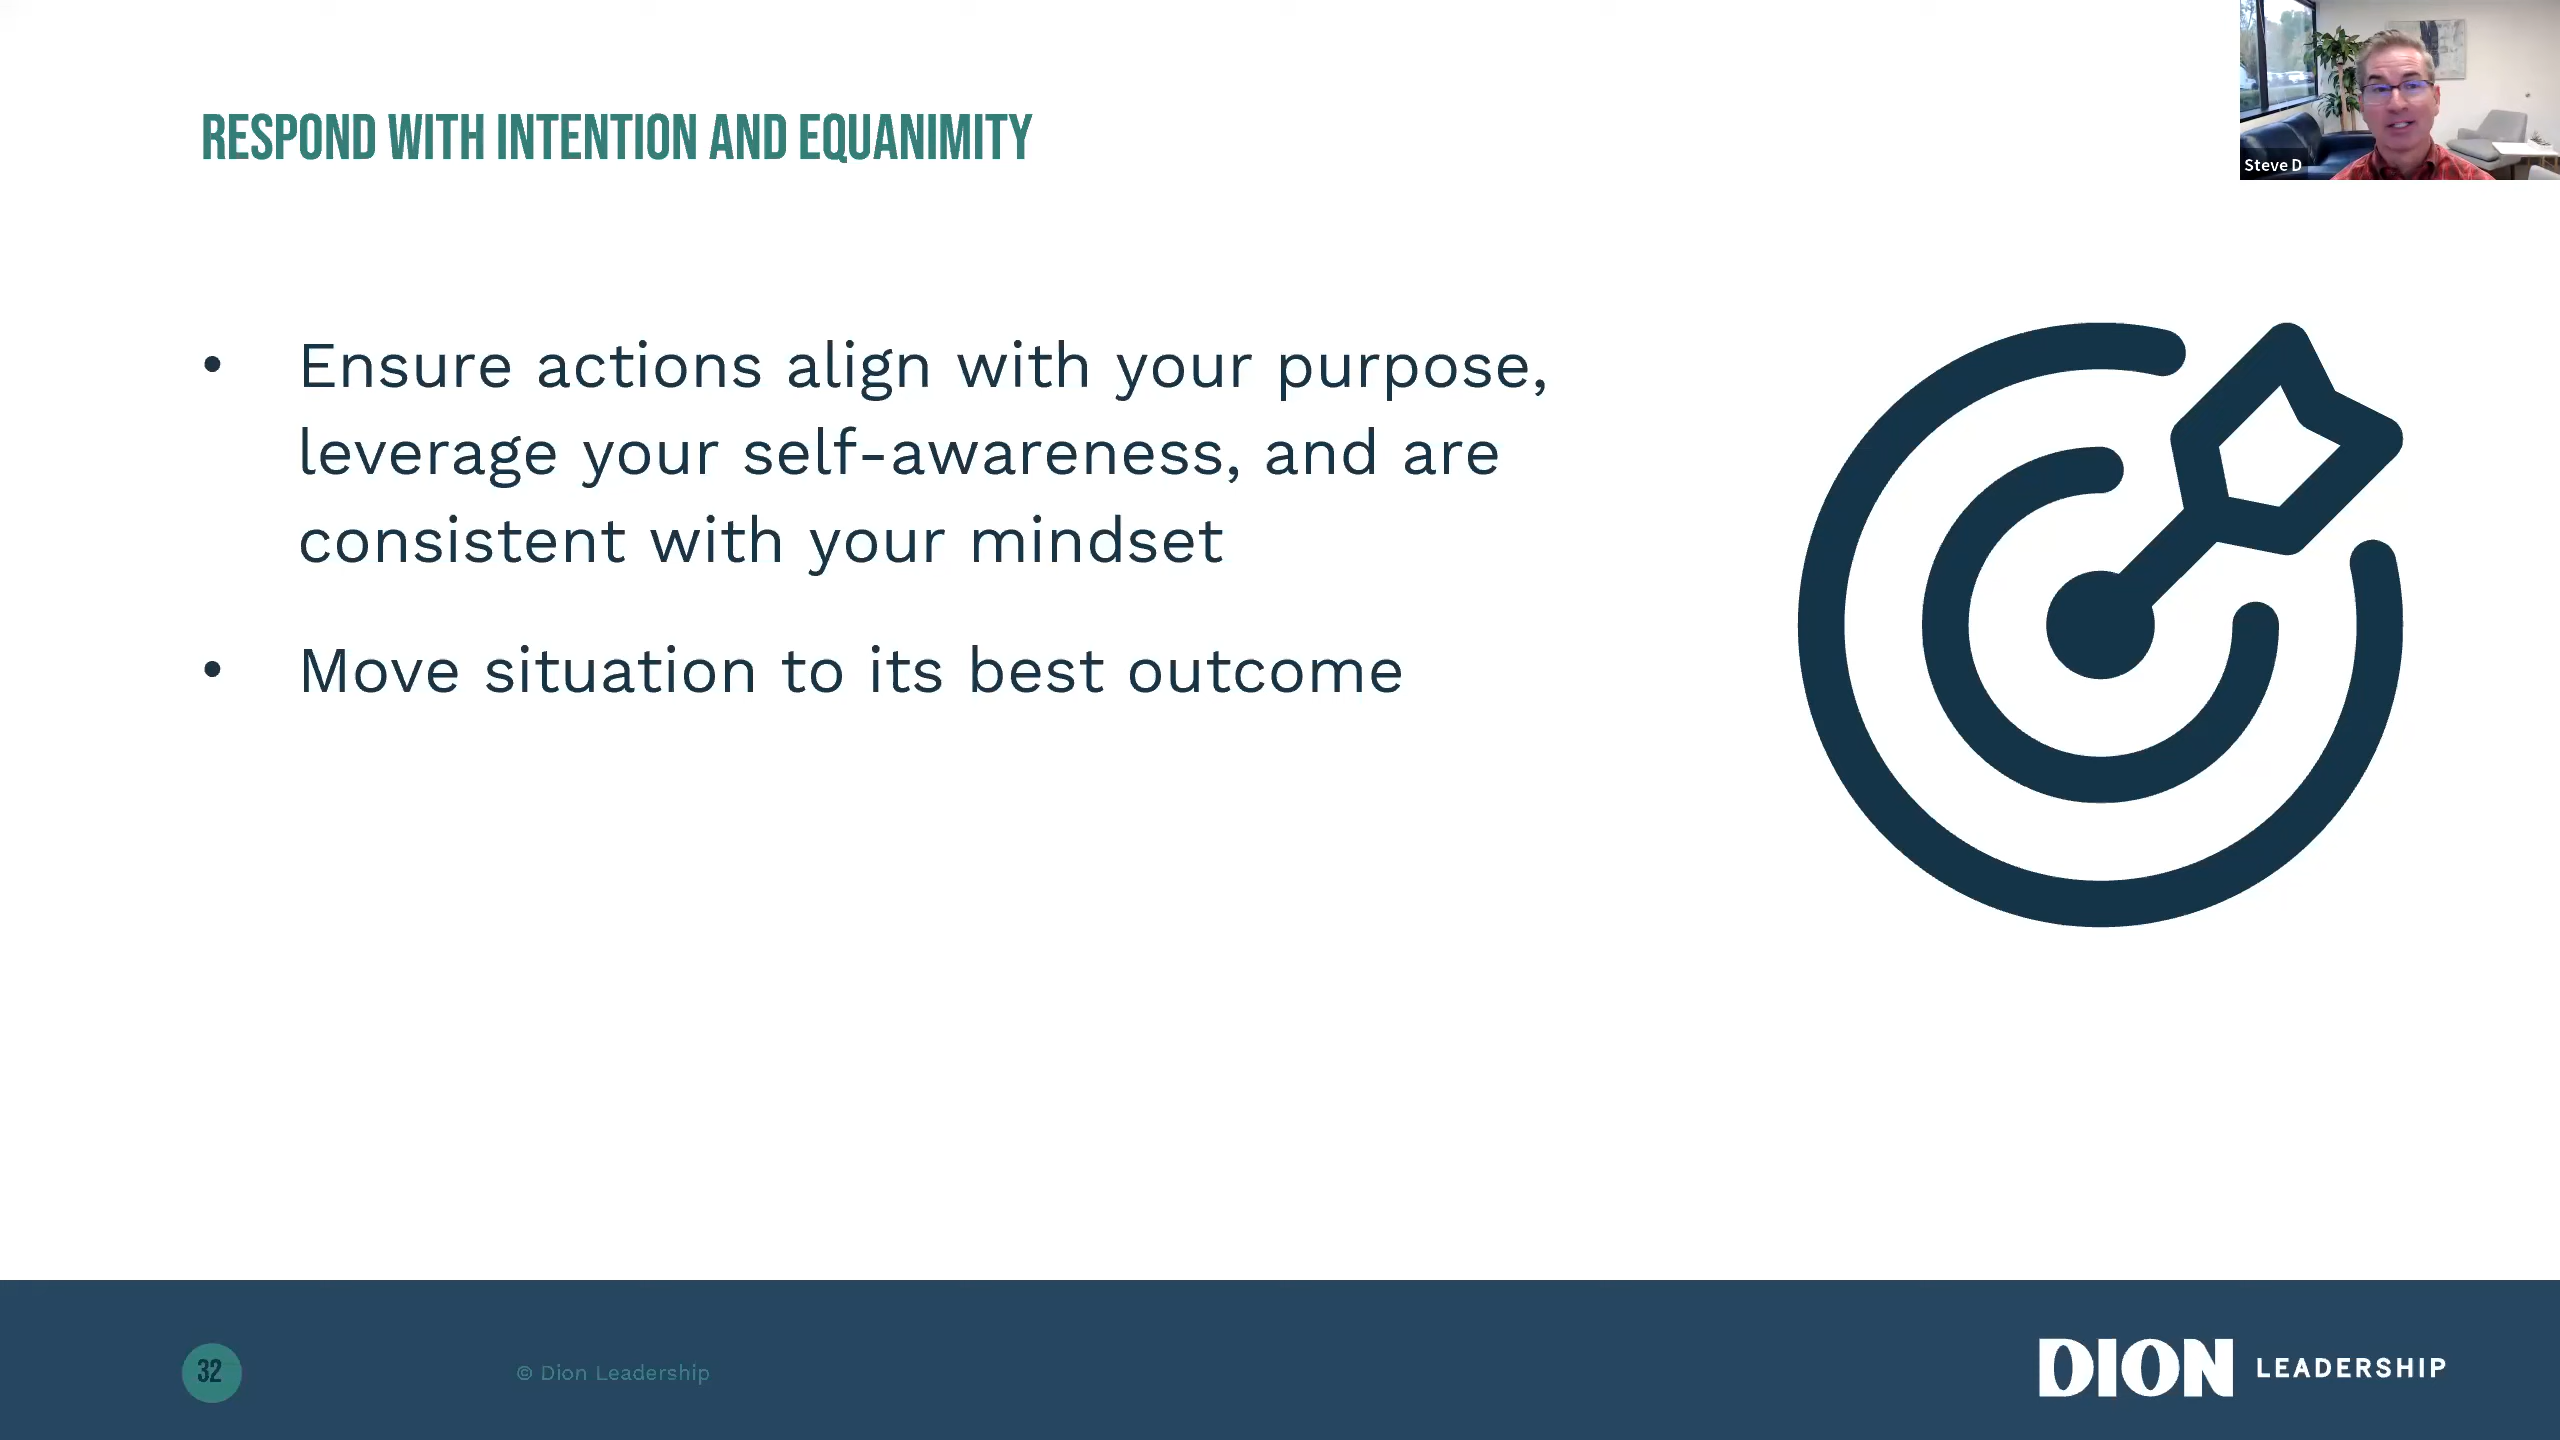 RESPOND WITH INTENTION AND EQUANIMITY
Steve D
• Ensure actions align with your purpose,
leverage your self-awareness, and are
consistent with your mindset
• Move situation to its best outcome
32
© Dion Leadership
DION LEADERSHIP